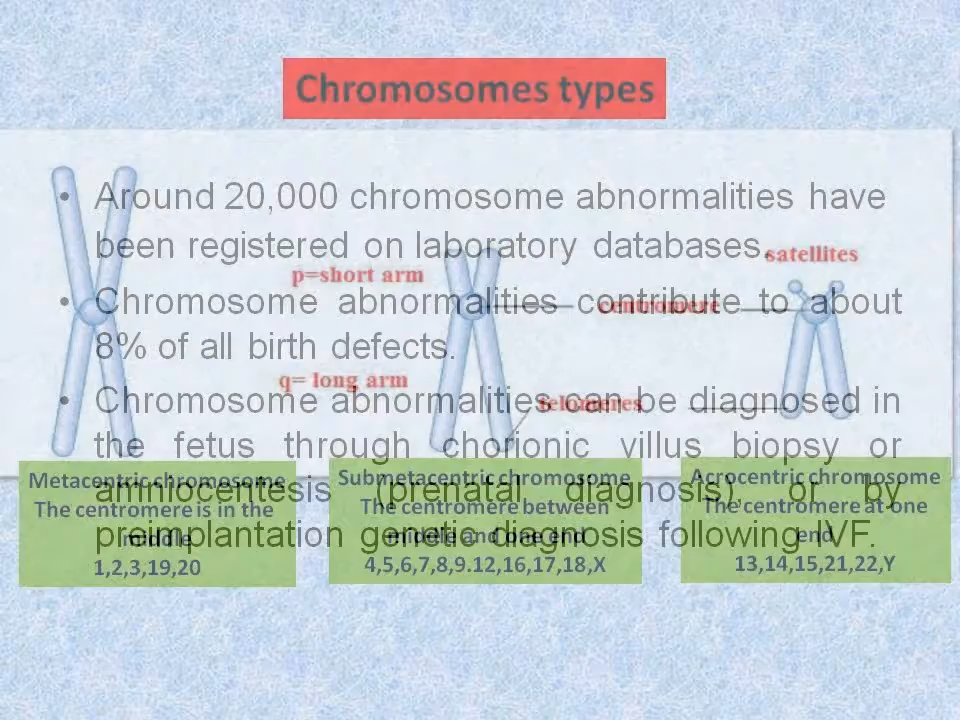 Chromosomes types
• Around 20,000 chromosome abnormalities have
been registered on laboratory databases.
• Chromosome abnormalities contribute to about
8% of all birth defects.
• Chromosome abnormalities can be diagnosed in
the fetus through chorionic villus biopsy or
amniocentesis (prenatal diagnosis), or by
preimplantation genetic diagnosis following IVF.
satellites
p=short arm
centromere
q= long arm
telomeres
Metacentric chromosome
The centromere is in the
middle
1,2,3,19,20
Submetacentric chromosome
The centromere between
middle and one end
4,5,6,7,8,9.12,16,17,18,X
Acrocentric chromosome
The centromere at one
end
13,14,15,21,22,Y